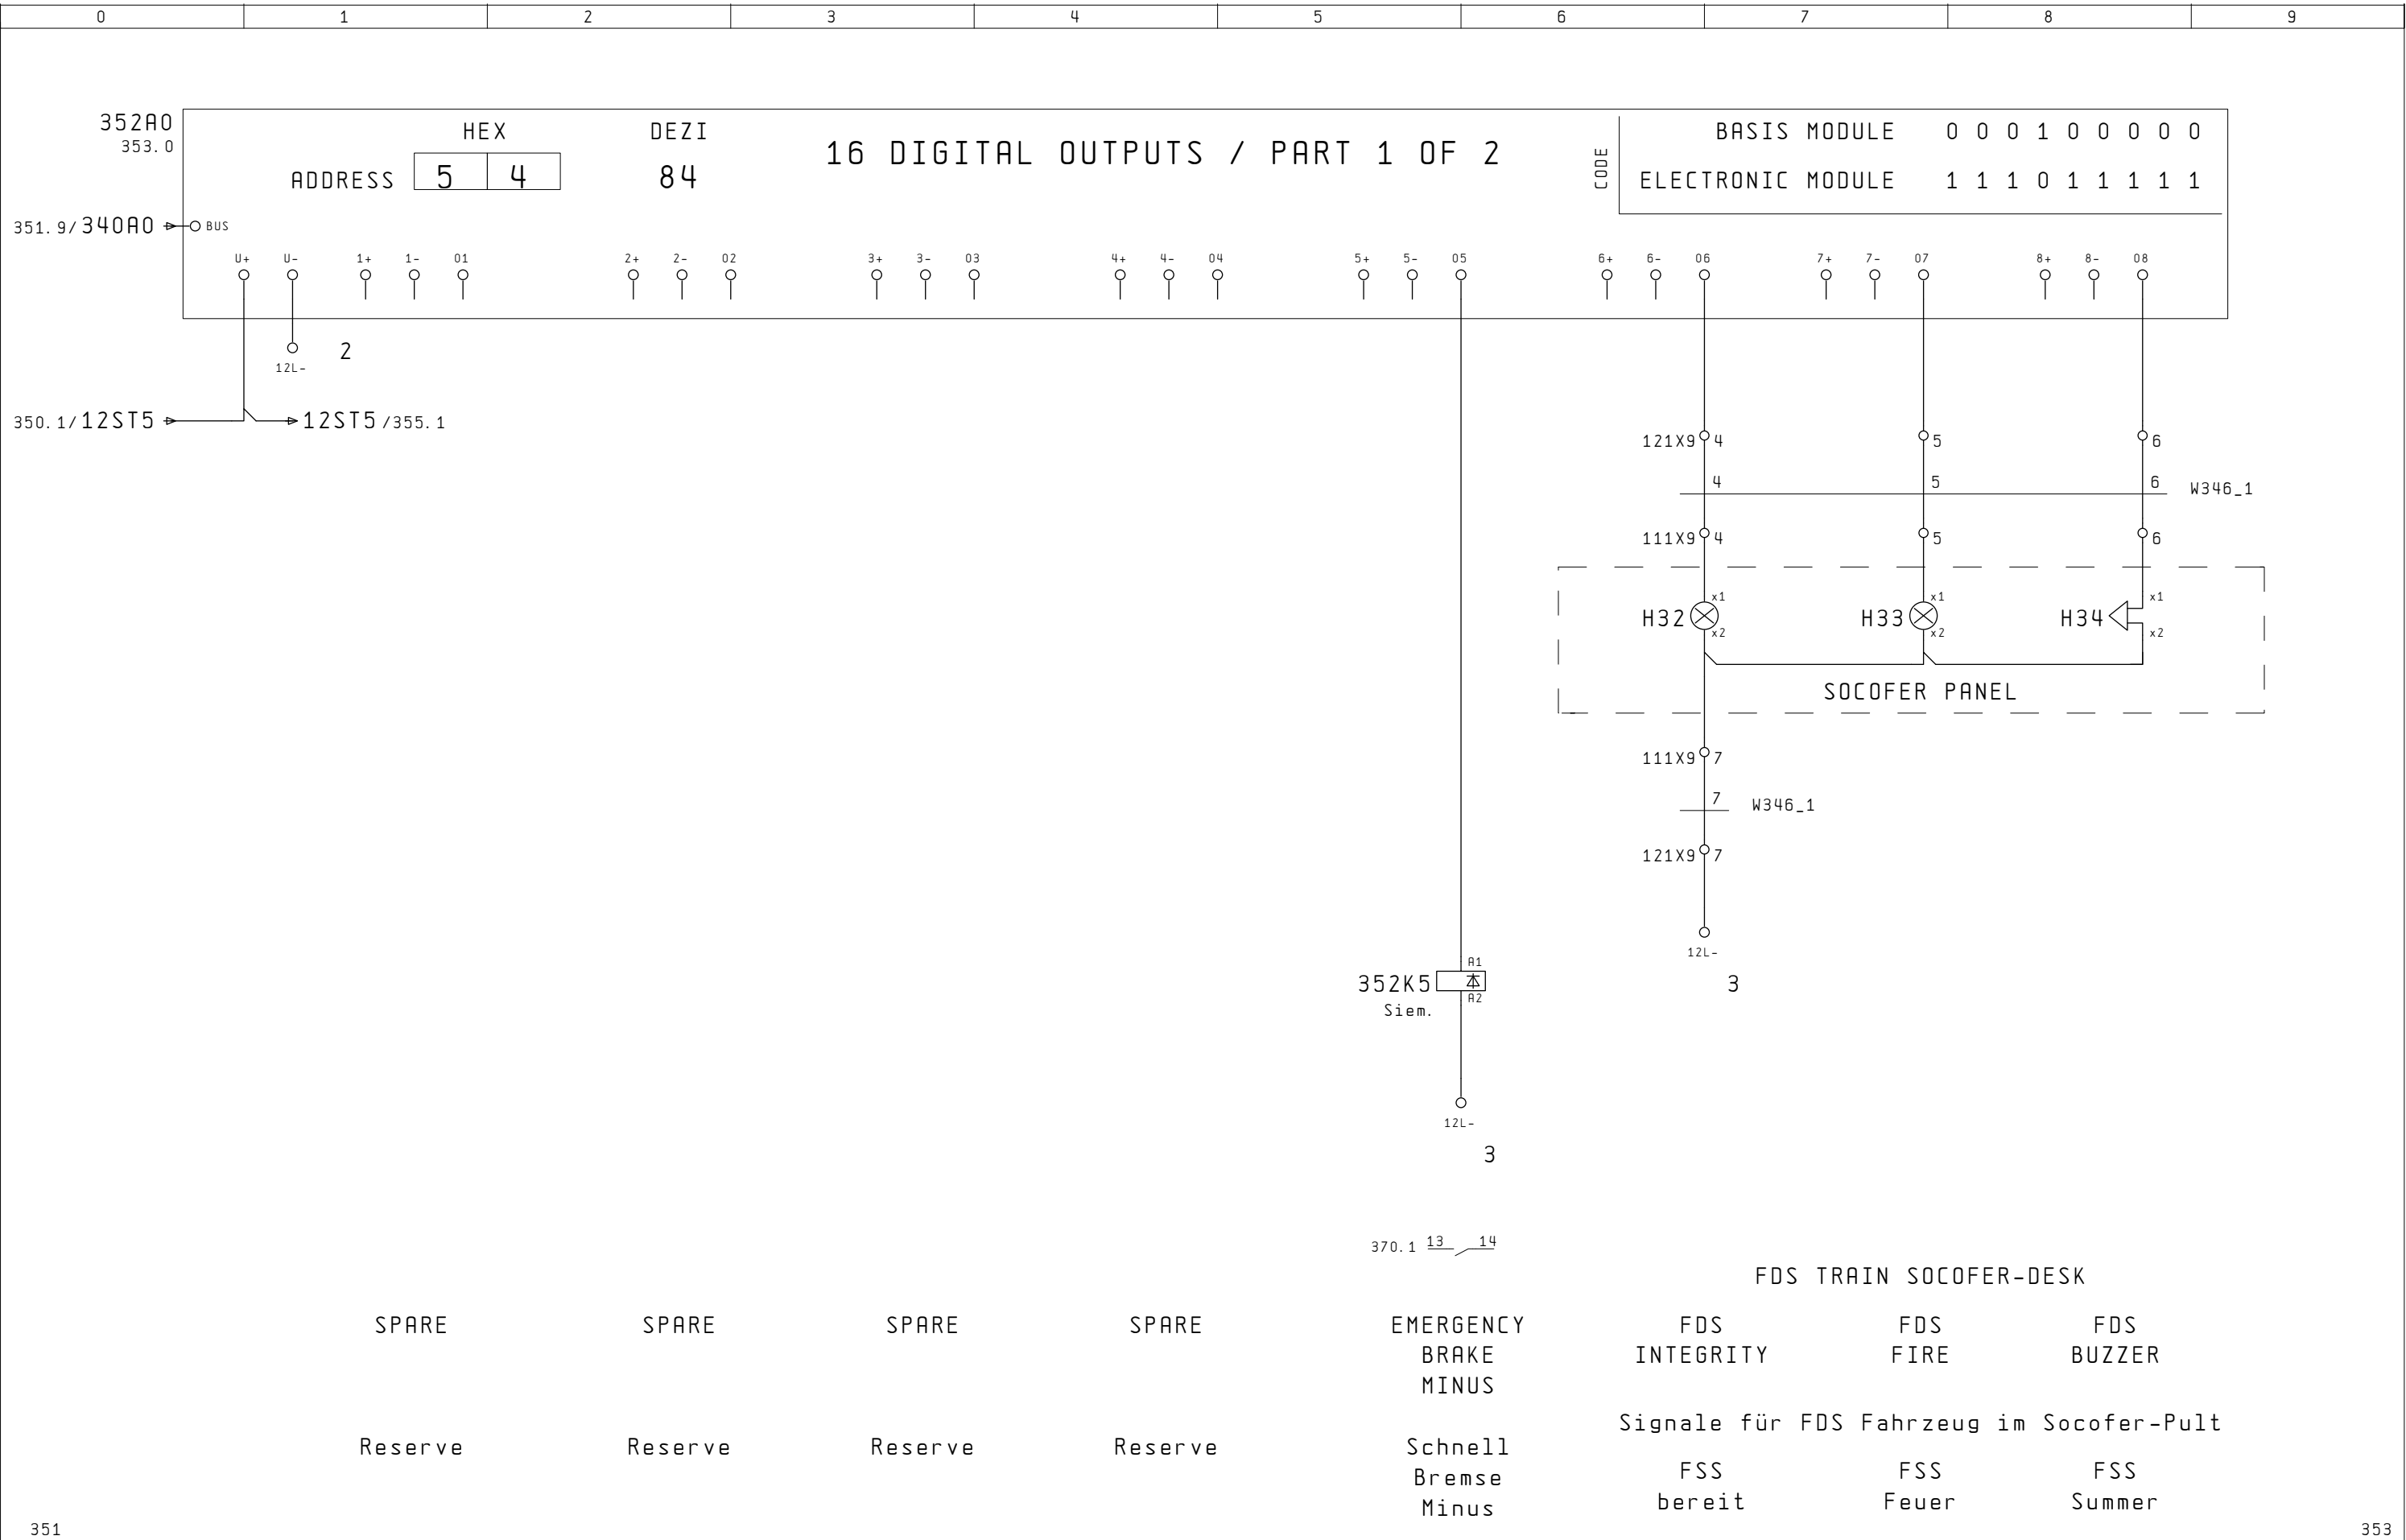 0 1 2 3 4 5 6 7 8 9
352A0 HEX DEZI 16 DIGITAL OUTPUTS / PART 1 OF 2 CODE BASIS MODULE 0 0 0 1 0 0 0 0 0
353.0
ADDRESS 5 4 84 ELECTRONIC MODULE 1 1 1 0 1 1 1 1 1
351.9/340A0 BUS
U+ U- 1+ 1- O1 2+ 2- O2 3+ 3- O3 4+ 4- O4 5+ 5- O5 6+ 6- O6 7+ 7- O7 8+ 8- O8
2
12L-
350.1/12ST5 12ST5/355.1
121X9 4 5 6
4 5 6 W346_1
111X9 4 5 6
x1 x1 x1
H32 H33 H34
x2 x2 x2
SOCOFER PANEL
111X9 7
7 W346_1
121X9 7
12L-
A1
352K5 3
A2
Siem.
12L-
3
370.1 13 14
FDS TRAIN SOCOFER-DESK
SPARE SPARE SPARE SPARE EMERGENCY FDS FDS FDS
BRAKE INTEGRITY FIRE BUZZER
MINUS
Signale für FDS Fahrzeug im Socofer-Pult
Reserve Reserve Reserve Reserve Schnell
Bremse FSS FSS FSS
Minus bereit Feuer Summer
351 353